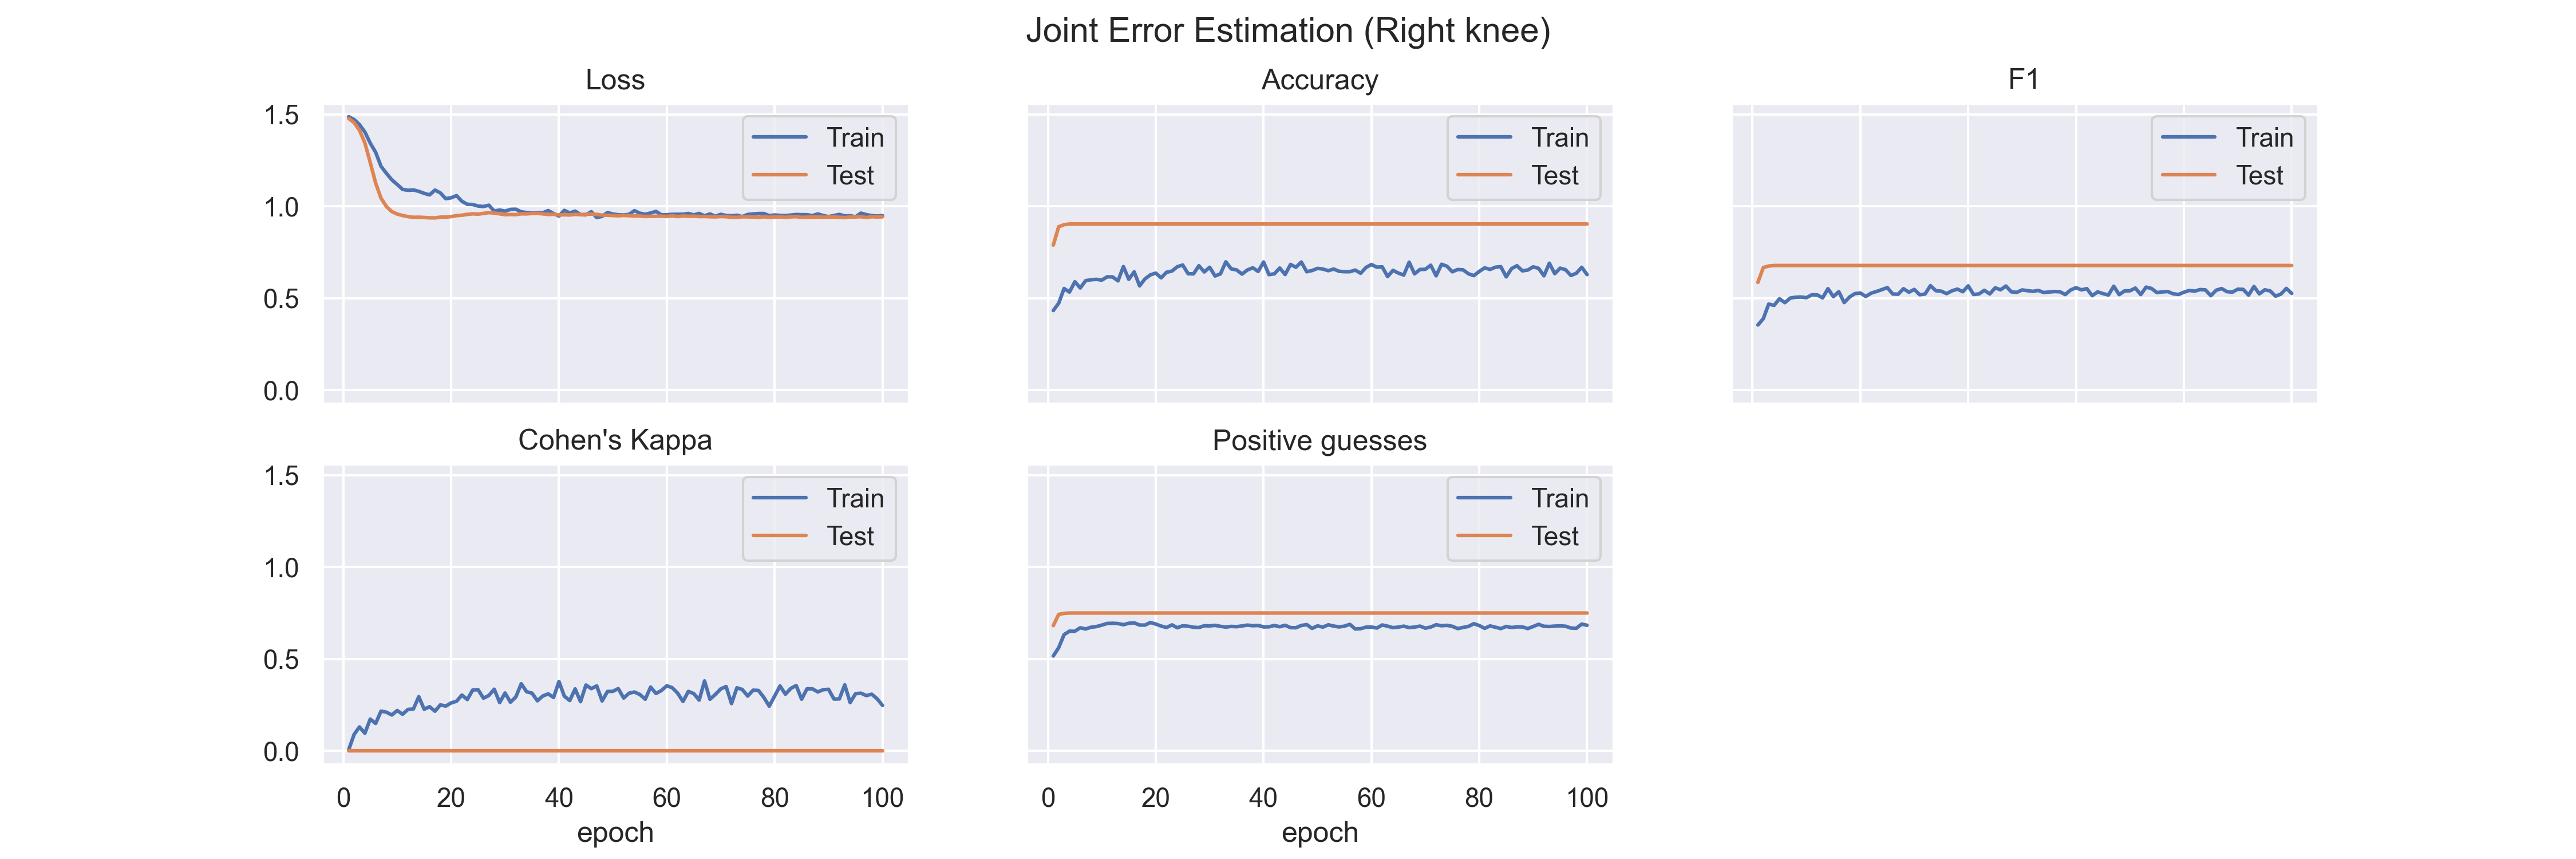 Joint Error Estimation (Right knee)
Loss
Accuracy
F1
1.5
1.0
0.5
0.0
Train
Test
Train
Test
Train
Test
Cohen's Kappa
Positive guesses
1.5
1.0
0.5
0.0
Train
Test
Train
Test
0 20 40 60 80 100
0 20 40 60 80 100
epoch
epoch